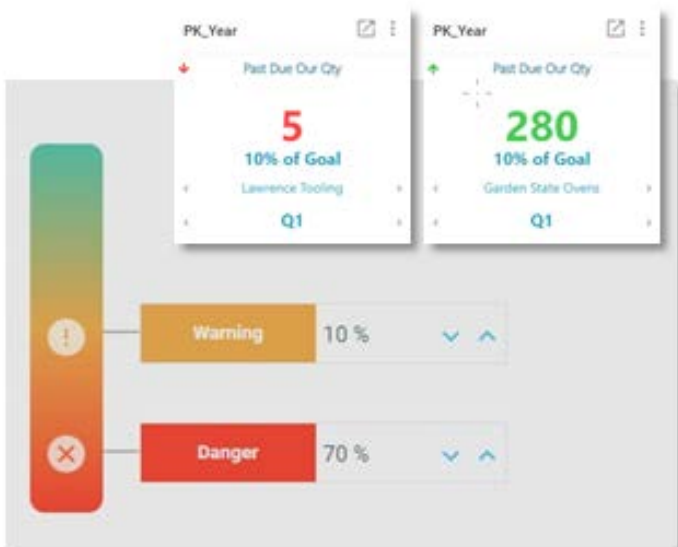 PK_Year
Past Due Our Qty
5
10% of Goal
Lawrence Tooling
Q1
PK_Year
Past Due Our Qty
280
10% of Goal
Garden State Ovens
Q1
Warning 10 %
Danger 70 %